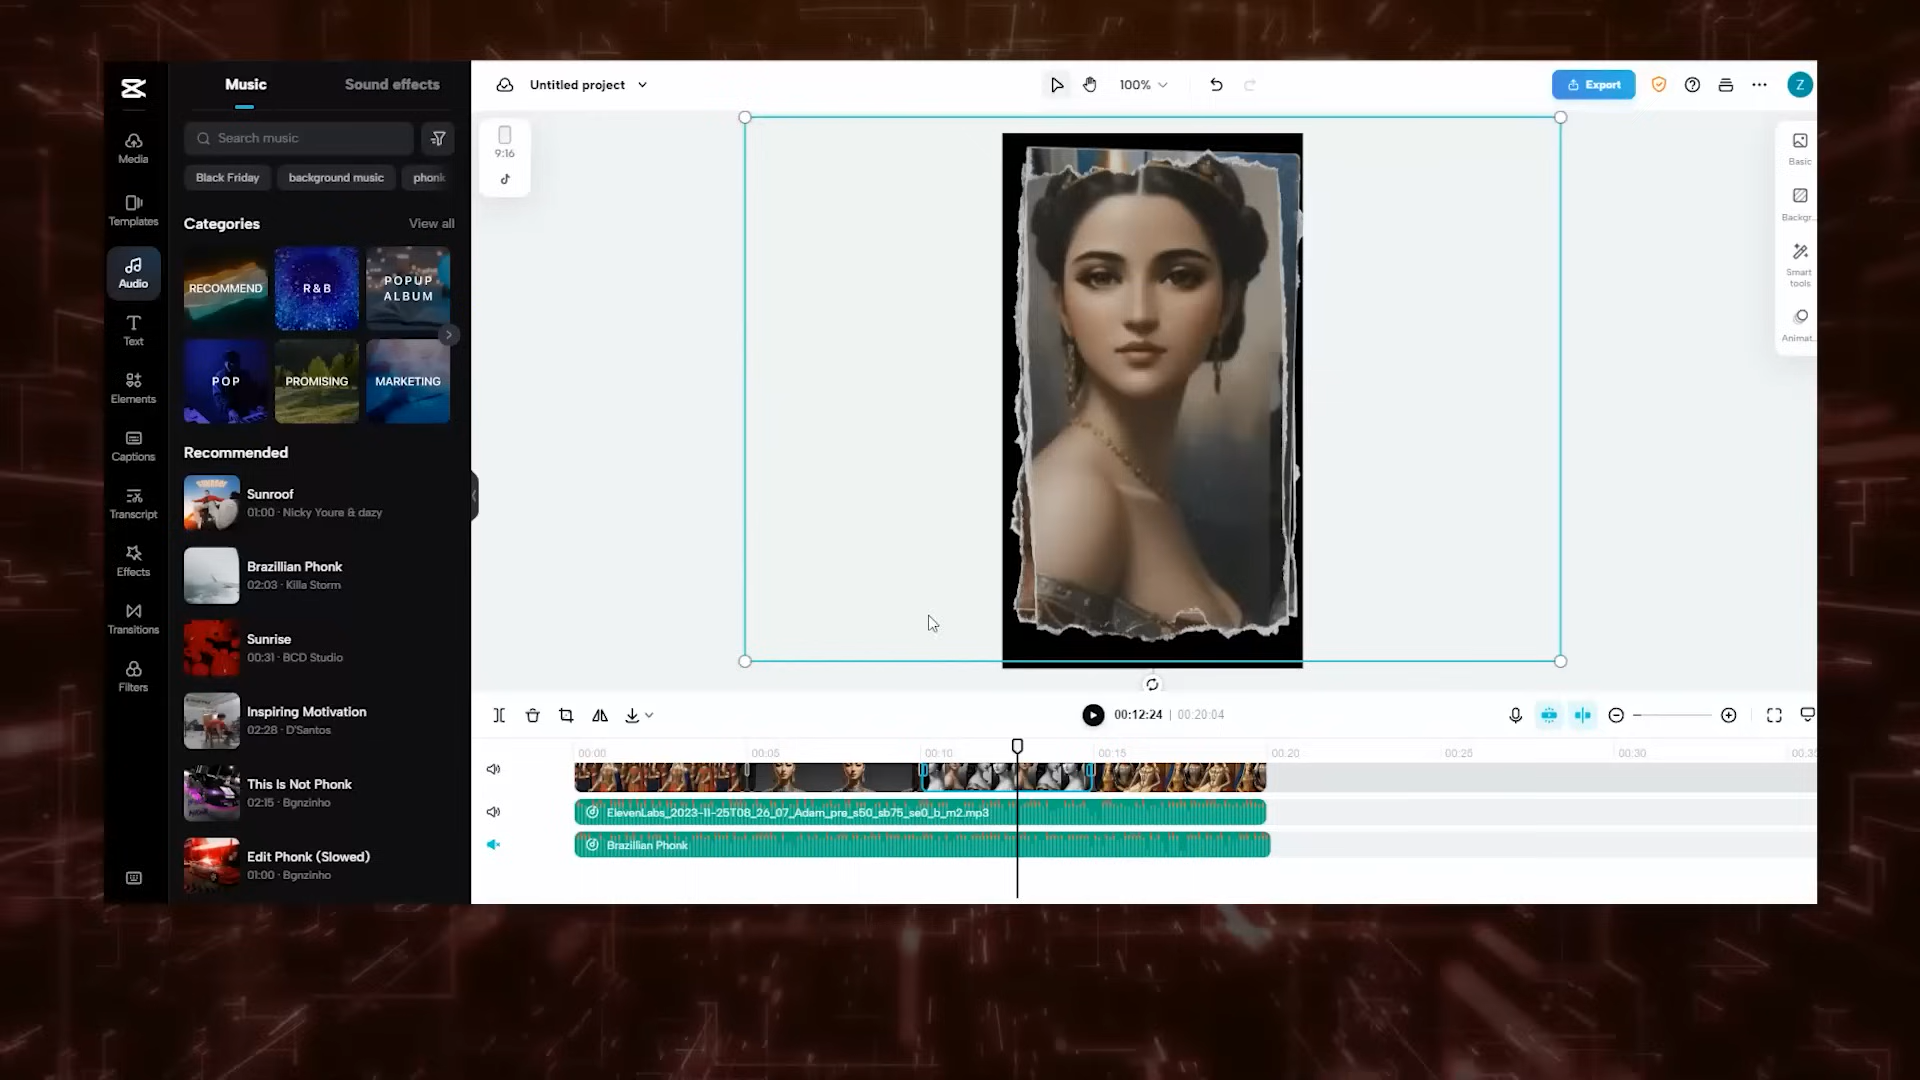 Music
Sound effects
Untitled project
100%
Export
Z
Search music
Black Friday
background music
phonk
Categories
View all
RECOMMEND
R&B
POPUP
ALBUM
POP
PROMISING
MARKETING
Recommended
Sunroof
01:00 · Nicky Youre & dazy
Brazillian Phonk
02:03 · Killa Storm
Sunrise
00:31 · BCD Studio
Inspiring Motivation
02:28 · D'Santos
This Is Not Phonk
02:15 · Bgnzinho
Edit Phonk (Slowed)
01:00 · Bgnzinho
Media
Templates
Audio
Text
Elements
Captions
Transcript
Effects
Transitions
Filters
9:16
Basic
Backgr...
Smart
tools
Animat...
00:12:24 | 00:20:04
00:00
00:05
00:10
00:15
00:20
00:25
00:30
00:35
ElevenLabs_2023-11-25T08_26_07_Adam_pre_s50_sb75_se0_b_m2.mp3
Brazillian Phonk